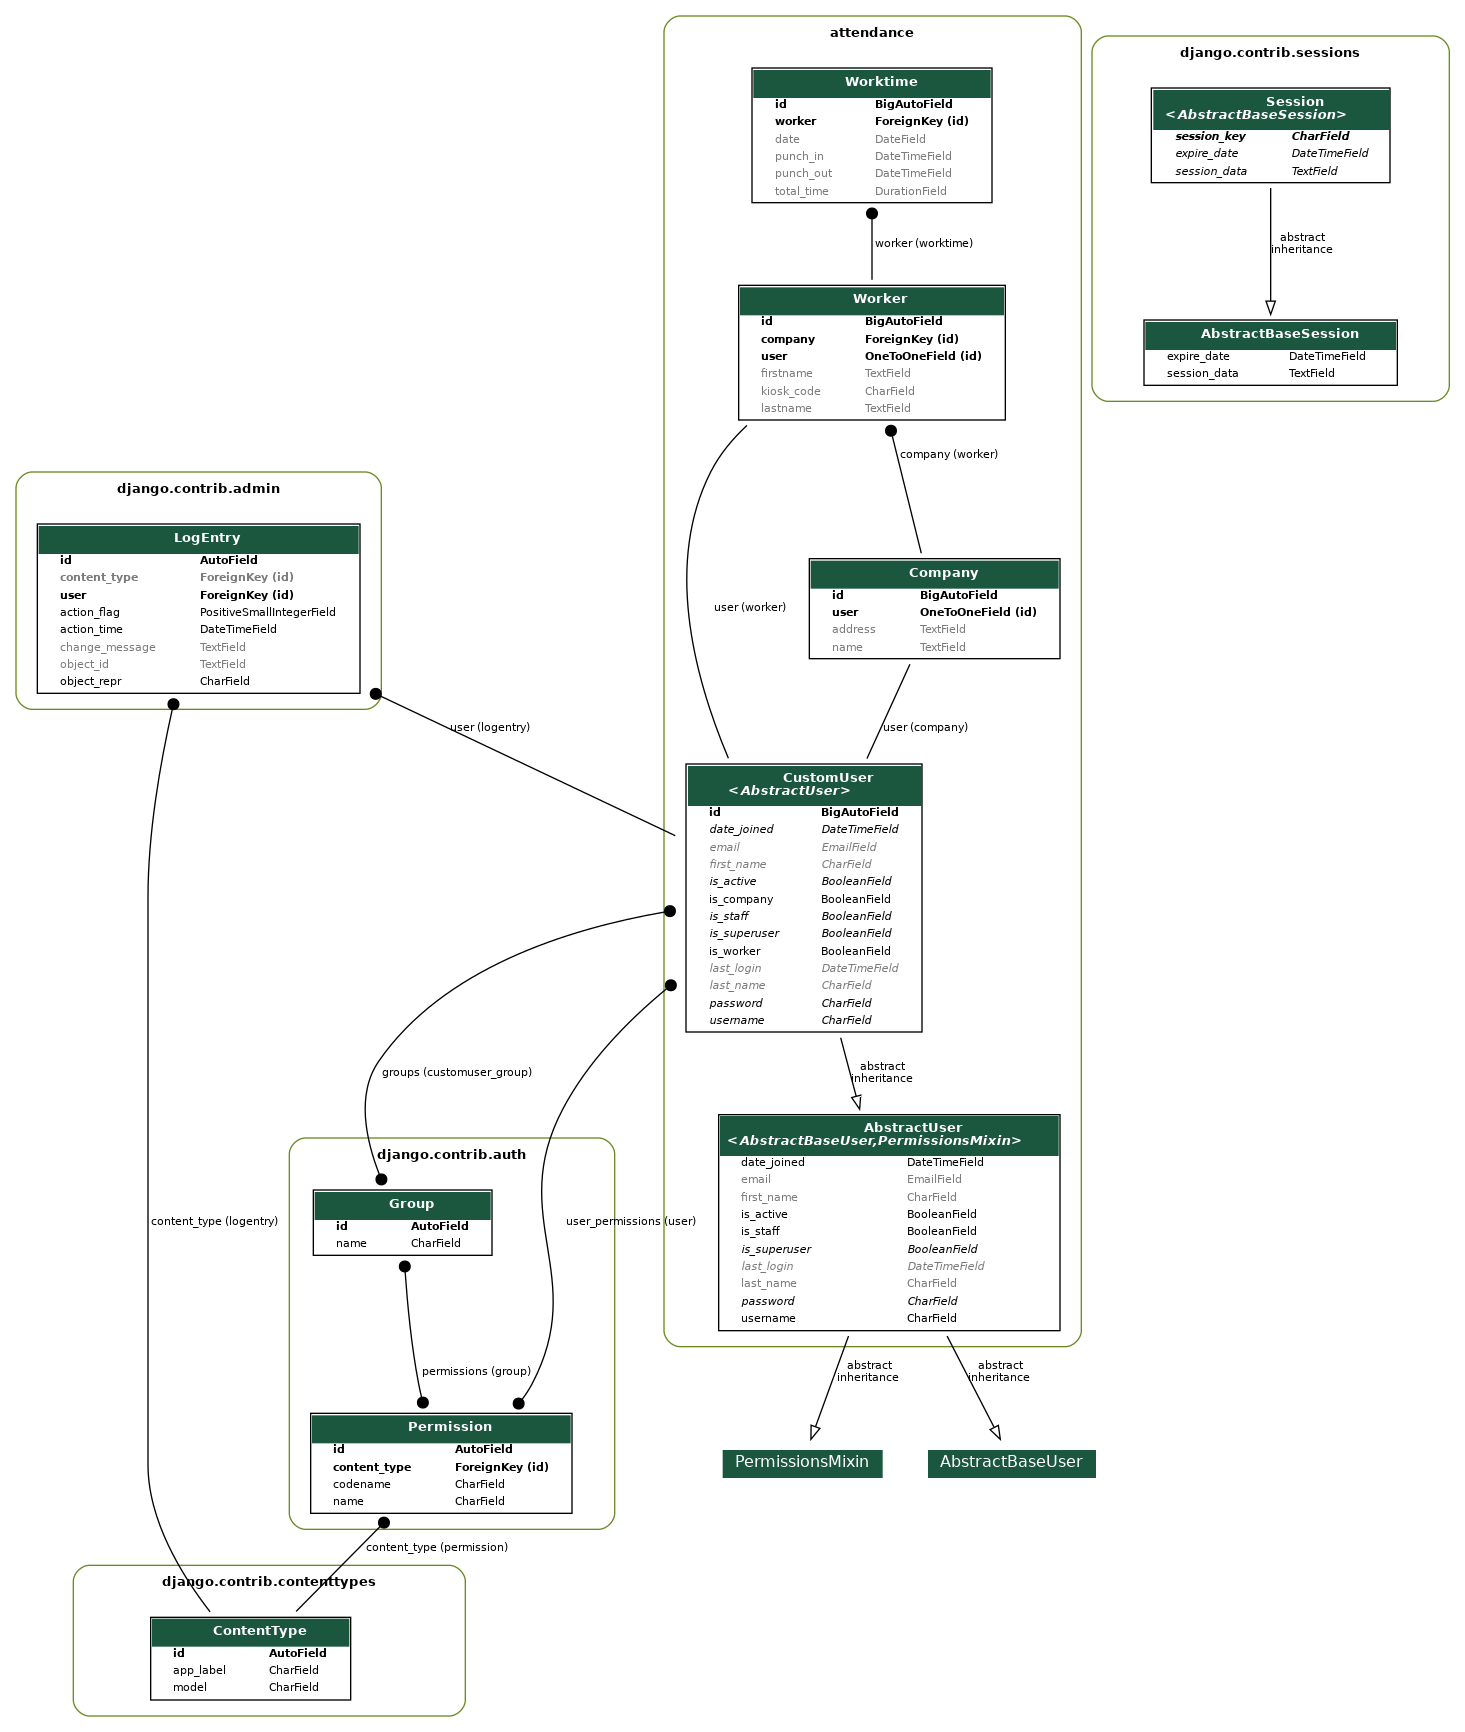 attendance
Worktime
id BigAutoField
worker ForeignKey (id)
date DateField
punch_in DateTimeField
punch_out DateTimeField
total_time DurationField
worker (worktime)
Worker
id BigAutoField
company ForeignKey (id)
user OneToOneField (id)
firstname TextField
kiosk_code CharField
lastname TextField
company (worker)
user (worker)
Company
id BigAutoField
user OneToOneField (id)
address TextField
name TextField
user (company)
CustomUser
<AbstractUser>
id BigAutoField
date_joined DateTimeField
email EmailField
first_name CharField
is_active BooleanField
is_company BooleanField
is_staff BooleanField
is_superuser BooleanField
is_worker BooleanField
last_login DateTimeField
last_name CharField
password CharField
username CharField
abstract
inheritance
AbstractUser
<AbstractBaseUser,PermissionsMixin>
date_joined DateTimeField
email EmailField
first_name CharField
is_active BooleanField
is_staff BooleanField
is_superuser BooleanField
last_login DateTimeField
last_name CharField
password CharField
username CharField
abstract
inheritance
abstract
inheritance
PermissionsMixin
AbstractBaseUser
django.contrib.sessions
Session
<AbstractBaseSession>
session_key CharField
expire_date DateTimeField
session_data TextField
abstract
inheritance
AbstractBaseSession
expire_date DateTimeField
session_data TextField
django.contrib.admin
LogEntry
id AutoField
content_type ForeignKey (id)
user ForeignKey (id)
action_flag PositiveSmallIntegerField
action_time DateTimeField
change_message TextField
object_id TextField
object_repr CharField
user (logentry)
groups (customuser_group)
content_type (logentry)
user_permissions (user)
django.contrib.auth
Group
id AutoField
name CharField
permissions (group)
Permission
id AutoField
content_type ForeignKey (id)
codename CharField
name CharField
content_type (permission)
django.contrib.contenttypes
ContentType
id AutoField
app_label CharField
model CharField